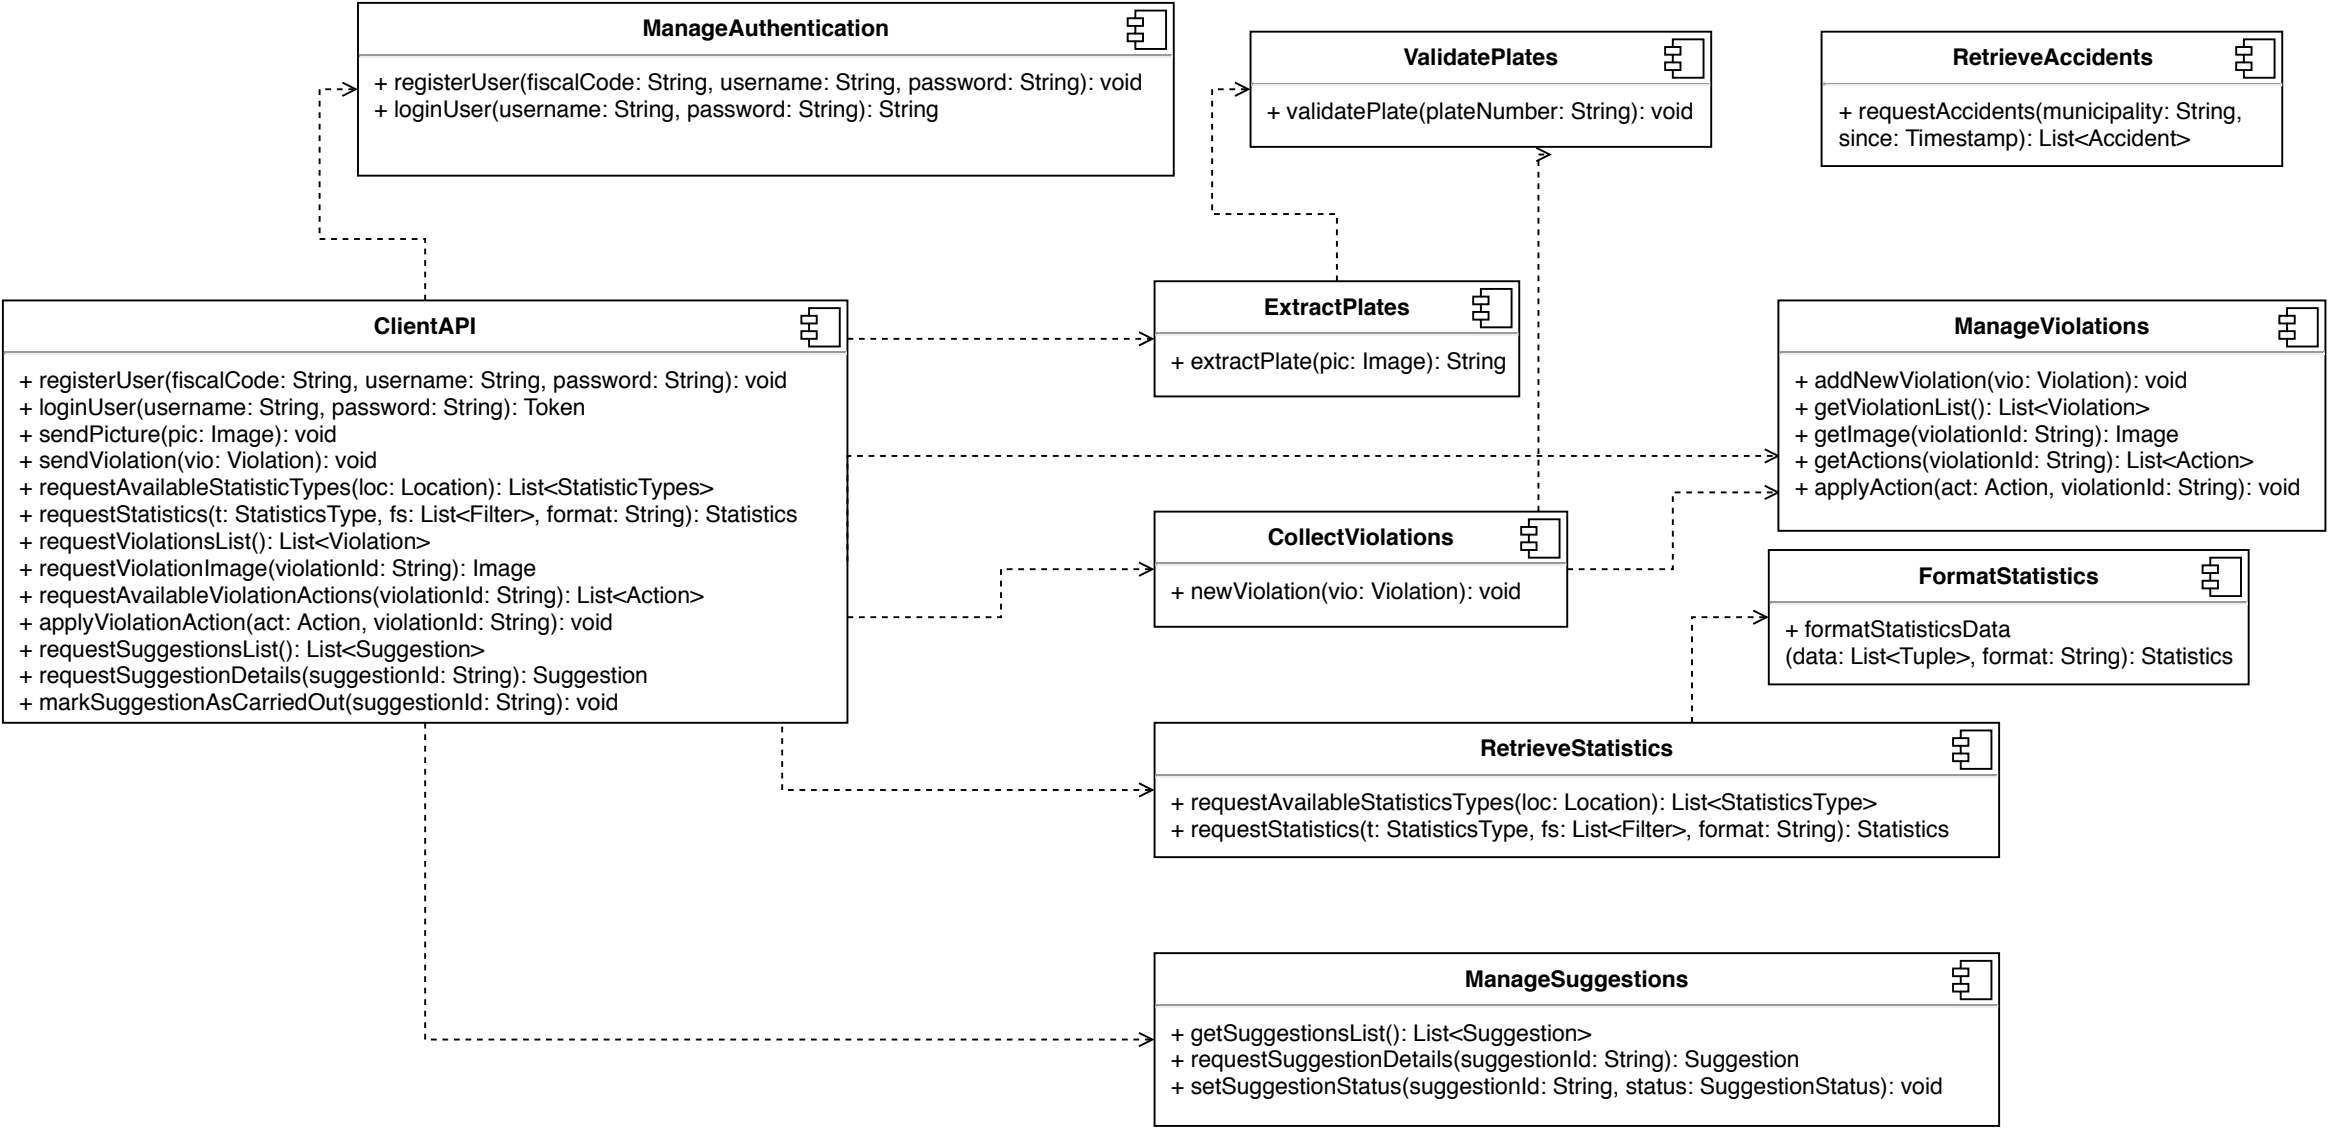 ManageAuthentication
+ registerUser(fiscalCode: String, username: String, password: String): void
+ loginUser(username: String, password: String): String
ValidatePlates
+ validatePlate(plateNumber: String): void
RetrieveAccidents
+ requestAccidents(municipality: String,
since: Timestamp): List<Accident>
ClientAPI
+ registerUser(fiscalCode: String, username: String, password: String): void
+ loginUser(username: String, password: String): Token
+ sendPicture(pic: Image): void
+ sendViolation(vio: Violation): void
+ requestAvailableStatisticTypes(loc: Location): List<StatisticTypes>
+ requestStatistics(t: StatisticsType, fs: List<Filter>, format: String): Statistics
+ requestViolationsList(): List<Violation>
+ requestViolationImage(violationId: String): Image
+ requestAvailableViolationActions(violationId: String): List<Action>
+ applyViolationAction(act: Action, violationId: String): void
+ requestSuggestionsList(): List<Suggestion>
+ requestSuggestionDetails(suggestionId: String): Suggestion
+ markSuggestionAsCarriedOut(suggestionId: String): void
ExtractPlates
+ extractPlate(pic: Image): String
ManageViolations
+ addNewViolation(vio: Violation): void
+ getViolationList(): List<Violation>
+ getImage(violationId: String): Image
+ getActions(violationId: String): List<Action>
+ applyAction(act: Action, violationId: String): void
CollectViolations
+ newViolation(vio: Violation): void
FormatStatistics
+ formatStatisticsData
(data: List<Tuple>, format: String): Statistics
RetrieveStatistics
+ requestAvailableStatisticsTypes(loc: Location): List<StatisticsType>
+ requestStatistics(t: StatisticsType, fs: List<Filter>, format: String): Statistics
ManageSuggestions
+ getSuggestionsList(): List<Suggestion>
+ requestSuggestionDetails(suggestionId: String): Suggestion
+ setSuggestionStatus(suggestionId: String, status: SuggestionStatus): void